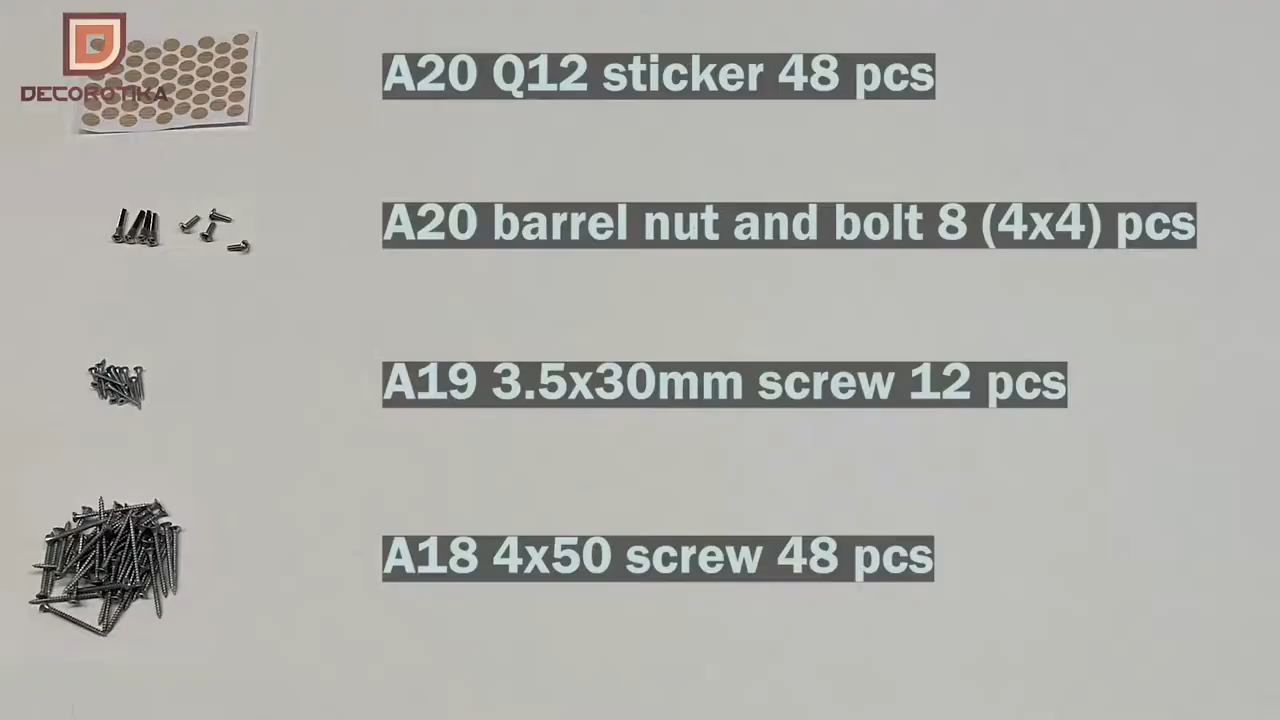 DECOROTIKA
A20 Q12 sticker 48 pcs
A20 barrel nut and bolt 8 (4x4) pcs
A19 3.5x30mm screw 12 pcs
A18 4x50 screw 48 pcs